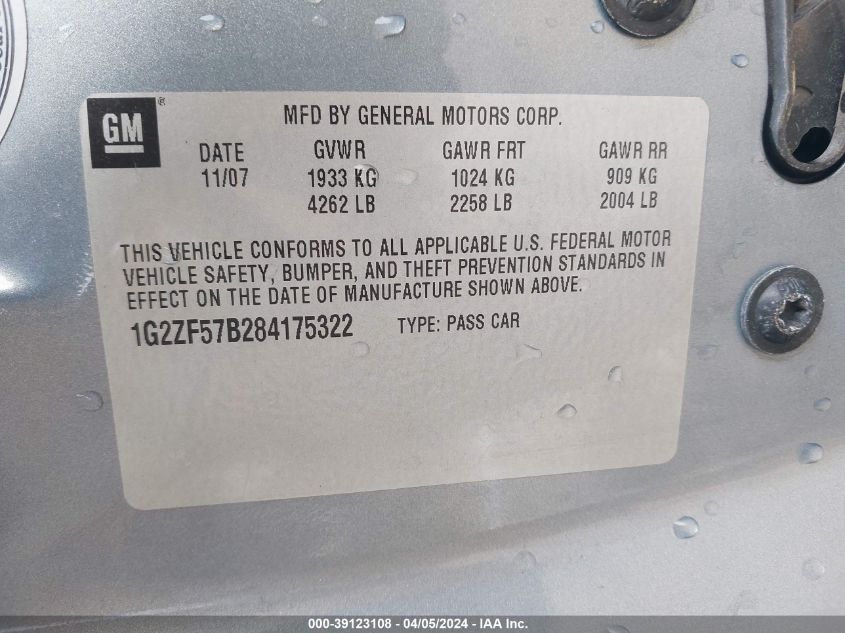 GM ® MFD BY GENERAL MOTORS CORP.
DATE GVWR GAWR FRT GAWR RR
11/07 1933 KG 1024 KG 909 KG
4262 LB 2258 LB 2004 LB
THIS VEHICLE CONFORMS TO ALL APPLICABLE U.S. FEDERAL MOTOR
VEHICLE SAFETY, BUMPER, AND THEFT PREVENTION STANDARDS IN
EFFECT ON THE DATE OF MANUFACTURE SHOWN ABOVE.
1G2ZF57B284175322 TYPE: PASS CAR
000-39123108 - 04/05/2024 - IAA Inc.